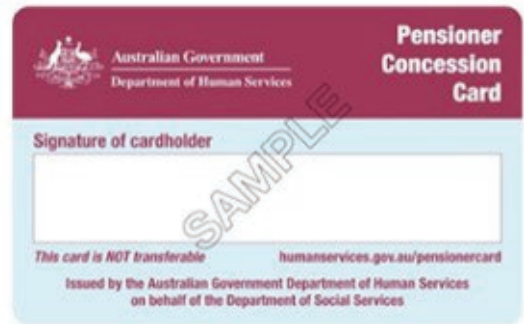 Australian Government
Department of Human Services
Pensioner
Concession
Card
Signature of cardholder
SAMPLE
This card is NOT transferable
humanservices.gov.au/pensionercard
Issued by the Australian Government Department of Human Services
on behalf of the Department of Social Services